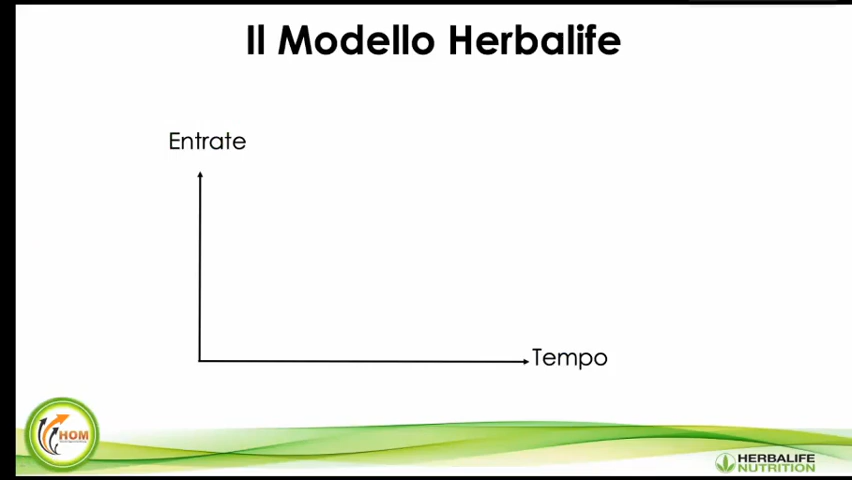 Il Modello Herbalife
Entrate
Tempo
HOM
HERBALIFE
NUTRITION